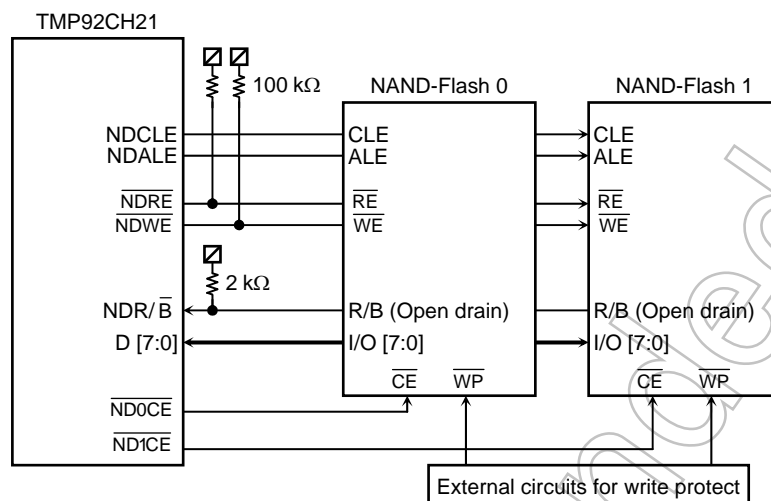 TMP92CH21
100 kΩ
NAND-Flash 0
NAND-Flash 1
NDCLE
CLE
CLE
NDALE
ALE
ALE
NDRE
RE
RE
NDWE
WE
WE
2 kΩ
NDR/B
R/B (Open drain)
R/B (Open drain)
D [7:0]
I/O [7:0]
I/O [7:0]
CE
WP
CE
WP
ND0CE
ND1CE
External circuits for write protect
nded